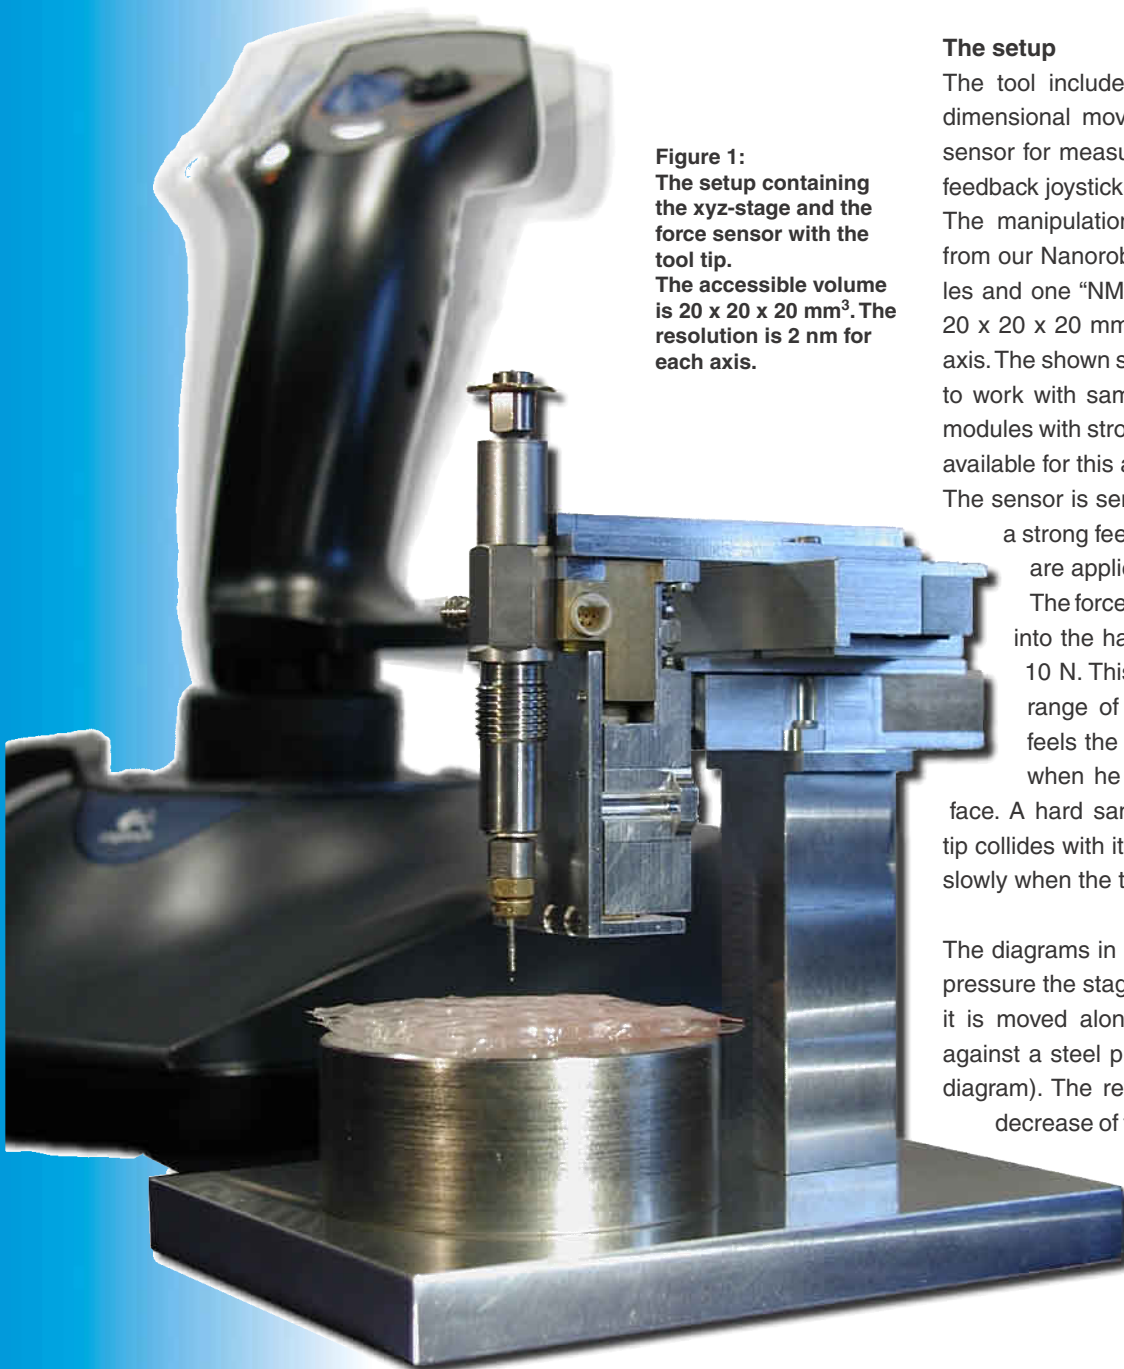 Figure 1:
The setup containing
the xyz-stage and the
force sensor with the
tool tip.
The accessible volume
is 20 x 20 x 20 mm³. The
resolution is 2 nm for
each axis.
The setup
The tool include
dimensional mov
sensor for measu
feedback joystick
The manipulation
from our Nanorob
les and one “NM
20 x 20 x 20 mm
axis. The shown s
to work with sam
modules with stro
available for this a
The sensor is sen
a strong fee
are applic
The force
into the ha
10 N. This
range of
feels the
when he
face. A hard sar
tip collides with it
slowly when the t
The diagrams in
pressure the stag
it is moved alon
against a steel p
diagram). The re
decrease of